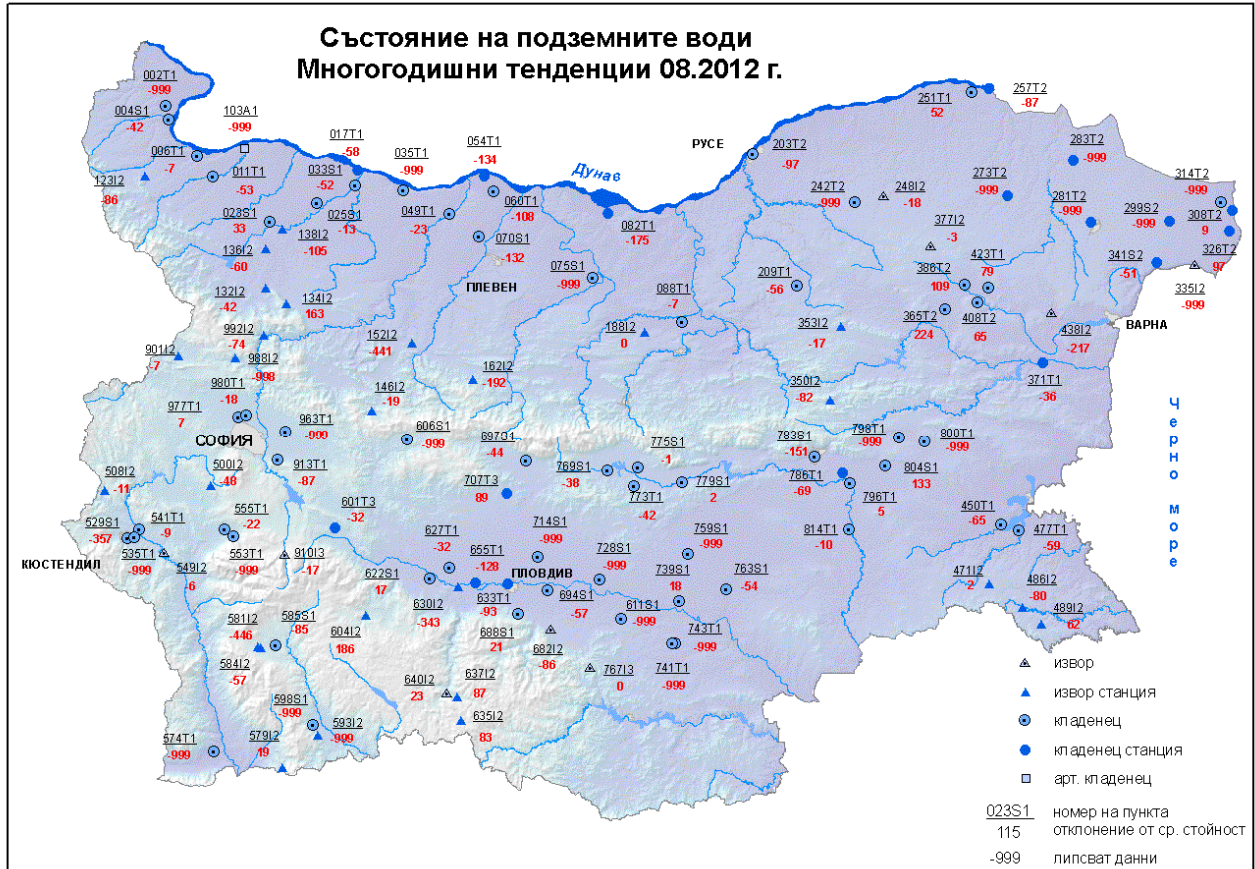 Състояние на подземните води
Многогодишни тенденции 08.2012 г.
002T1
-999
004S1
-42
103A1
-999
006T1
-7
011T1
-53
017T1
-58
033S1
-52
035T1
-999
054T1
-134
Дунав
РУСЕ
203T2
-97
251T1
52
257T2
-87
283T2
-999
314T2
-999
123I2
-86
023S1
33
025S1
-13
049T1
-23
060T1
-108
082T1
-175
242T2
-999
248I2
-18
273T2
-999
281T2
-999
299S2
-999
308T2
9
138I2
-105
136I2
-60
070S1
-132
377I2
-3
326T2
97
341S2
-51
335I2
-999
075S1
-999
ПЛЕВЕН
088T1
-7
209T1
-56
386T2
109
423T1
79
132I2
-42
134I2
163
188I2
0
353I2
-17
365T2
224
408T2
65
438I2
-217
ВАРНА
992I2
-74
901I2
7
988I2
-998
152I2
-441
162I2
-192
371T1
-36
980T1
-18
977T1
7
146I2
-19
350I2
-82
Черно море
963T1
-999
СОФИЯ
606S1
-999
697S1
-44
775S1
-1
783S1
-151
798T1
-999
800T1
-999
913T1
-87
508I2
-11
500I2
-48
707T3
89
769S1
-38
773T1
-42
779S1
2
786T1
-69
796T1
5
804S1
133
529S1
-357
541T1
-9
555T1
-22
601T3
-32
450T1
-65
477T1
-59
535T1
-999
КЮСТЕНДИЛ
549I2
-6
553T1
-999
910I3
-17
627T1
-32
655T1
-128
714S1
-999
728S1
-999
759S1
-999
814T1
-10
ПЛОВДИВ
622S1
17
630I2
-343
633T1
-93
694S1
-57
739S1
18
763S1
-54
471I2
2
486I2
-80
489I2
62
581I2
-446
585S1
85
604I2
186
688S1
21
682I2
-86
611S1
-999
743T1
-999
584I2
-57
640I2
23
637I2
87
767I3
0
741T1
-999
635I2
83
598S1
-999
593I2
-999
574T1
-999
579I2
19
извор
извор станция
кладенец
кладенец станция
арт. кладенец
023S1 номер на пункта
115 отклонение от ср. стойност
-999 липсват данни